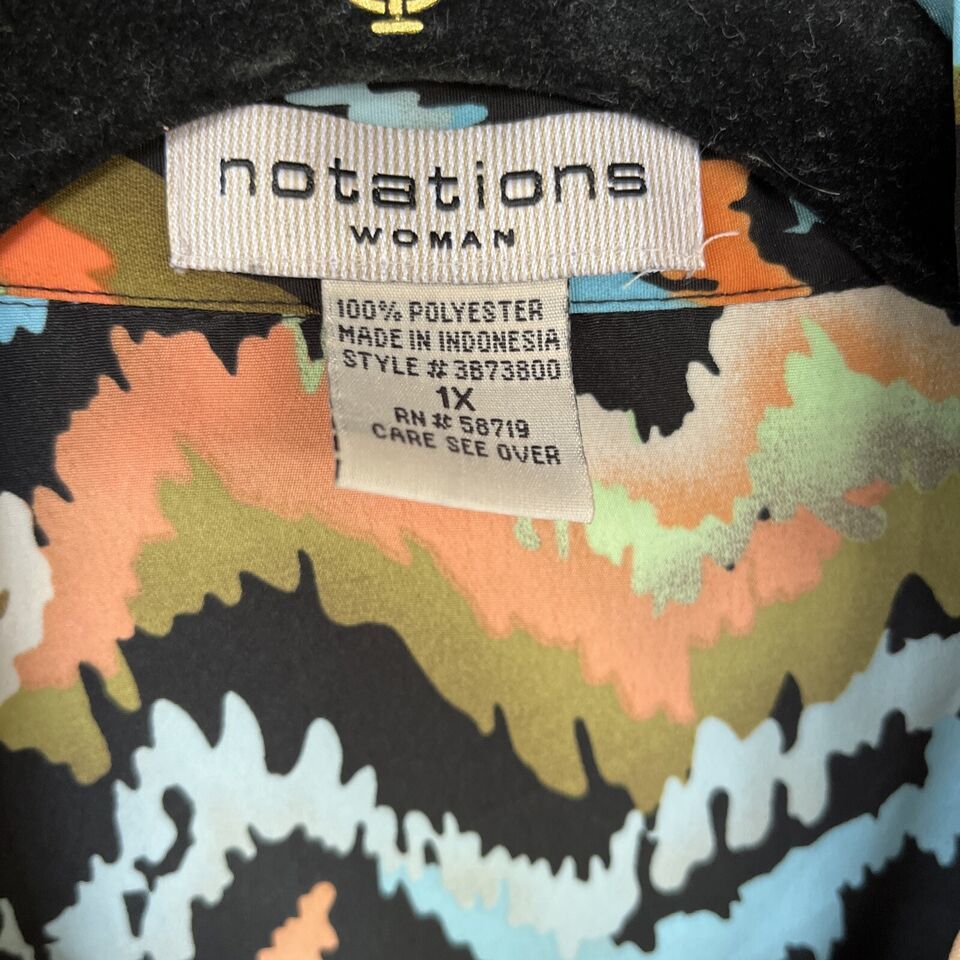 notations
WOMAN
100% POLYESTER
MADE IN INDONESIA
STYLE # 3B73800
1X
RN # 58719
CARE SEE OVER